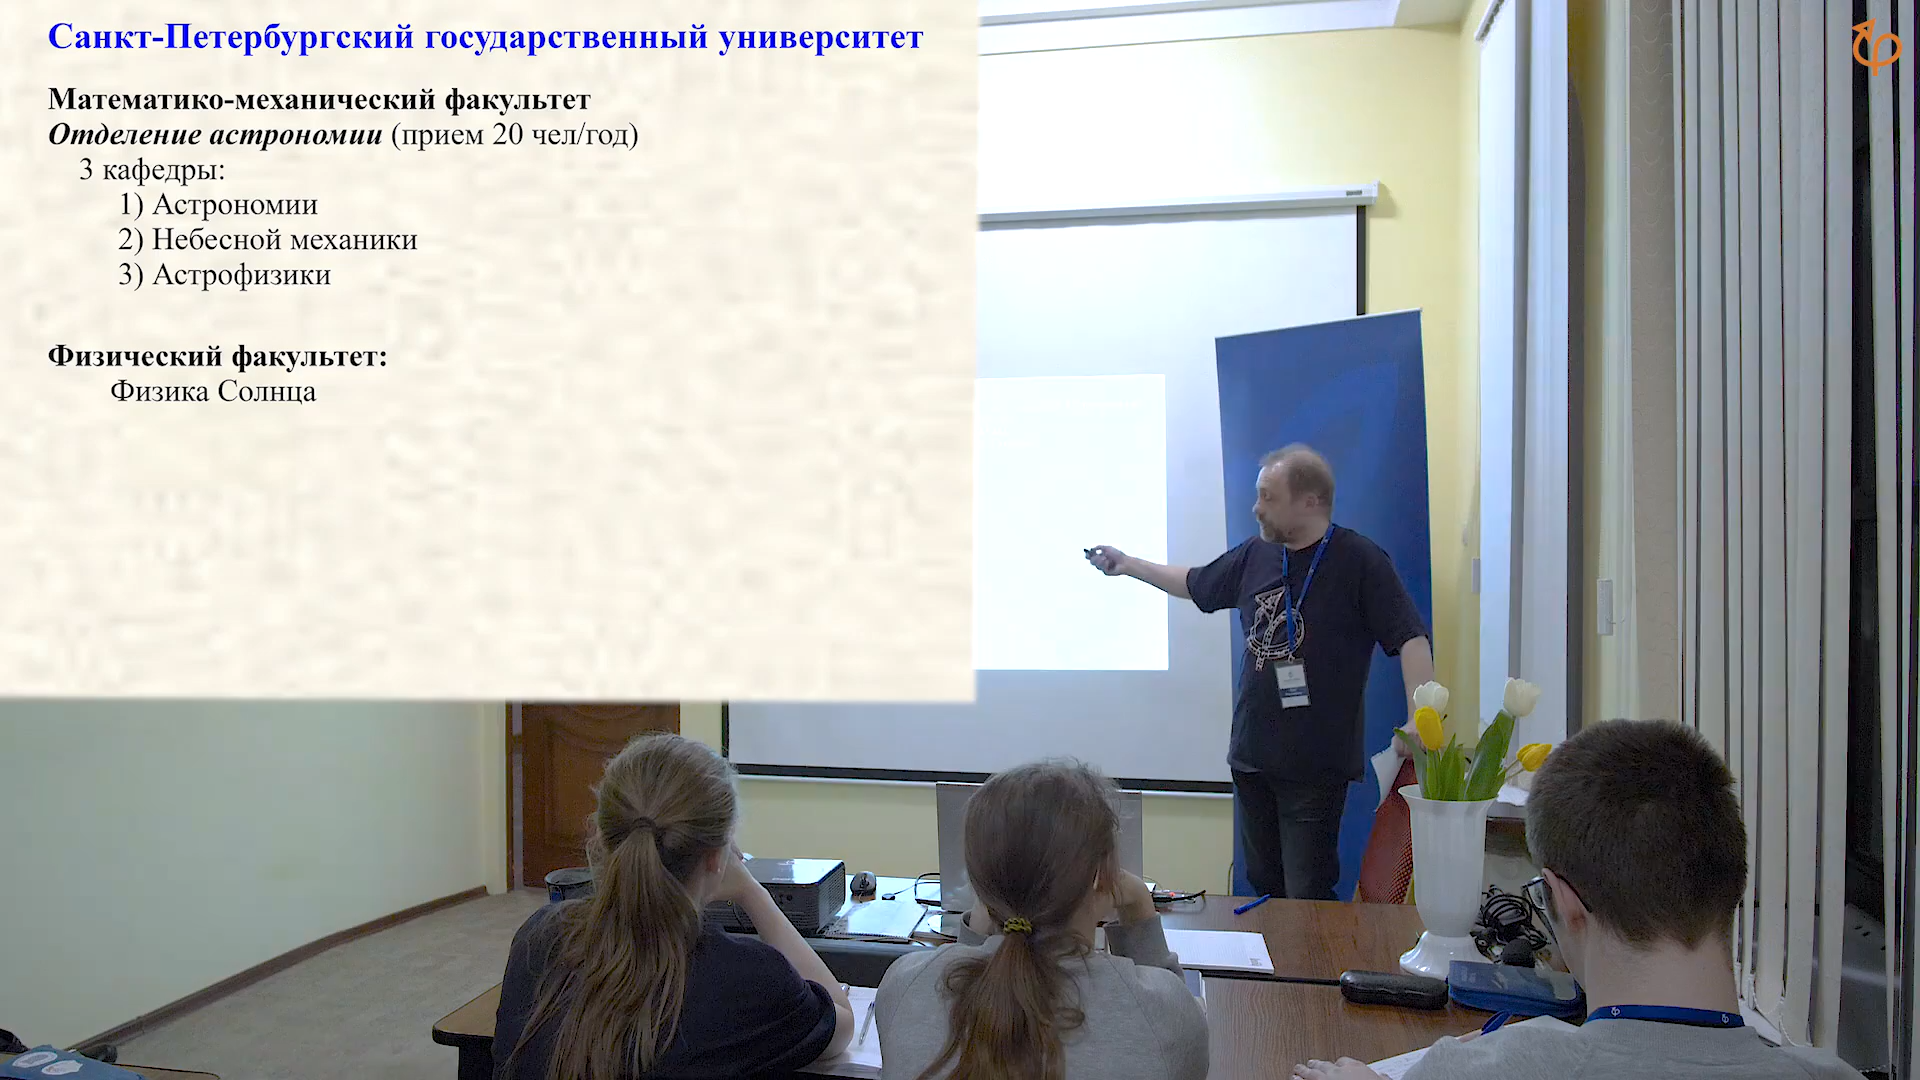 Санкт-Петербургский государственный университет
Математико-механический факультет
Отделение астрономии (прием 20 чел/год)
3 кафедры:
1) Астрономии
2) Небесной механики
3) Астрофизики
Физический факультет:
Физика Солнца